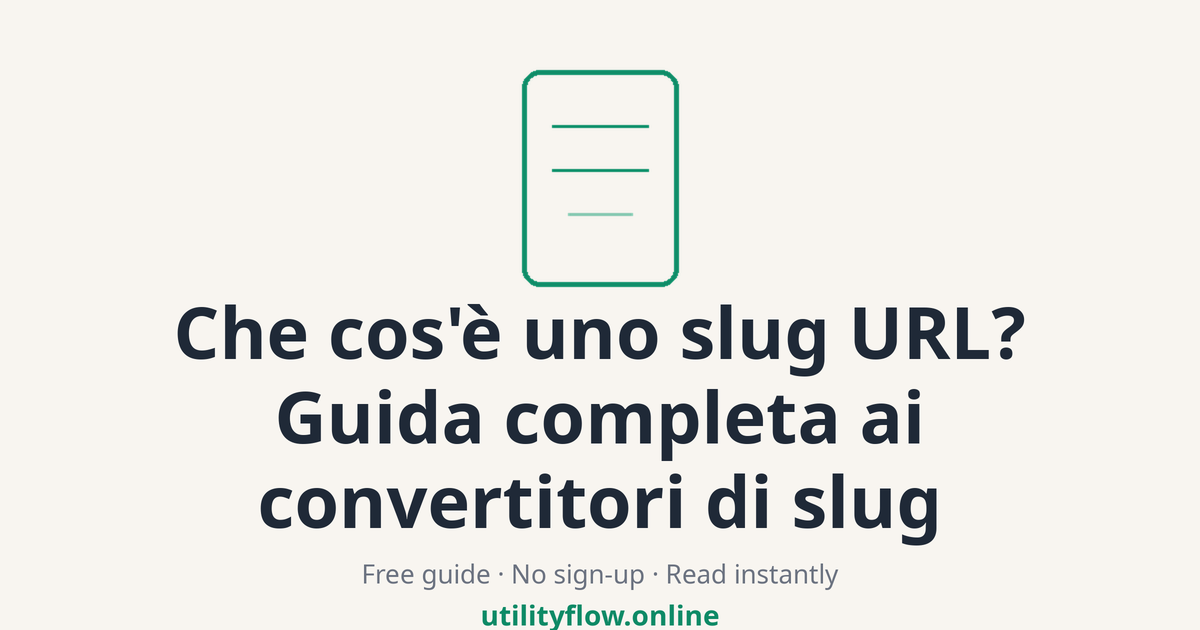 Che cos'è uno slug URL?
Guida completa ai
convertitori di slug
Free guide · No sign-up · Read instantly
utilityflow.online